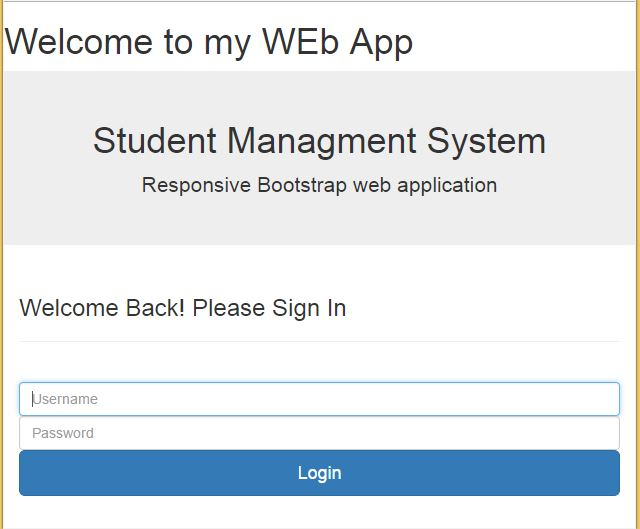 Welcome to my WEb App
Student Managment System
Responsive Bootstrap web application
Welcome Back! Please Sign In
Username
Password
Login